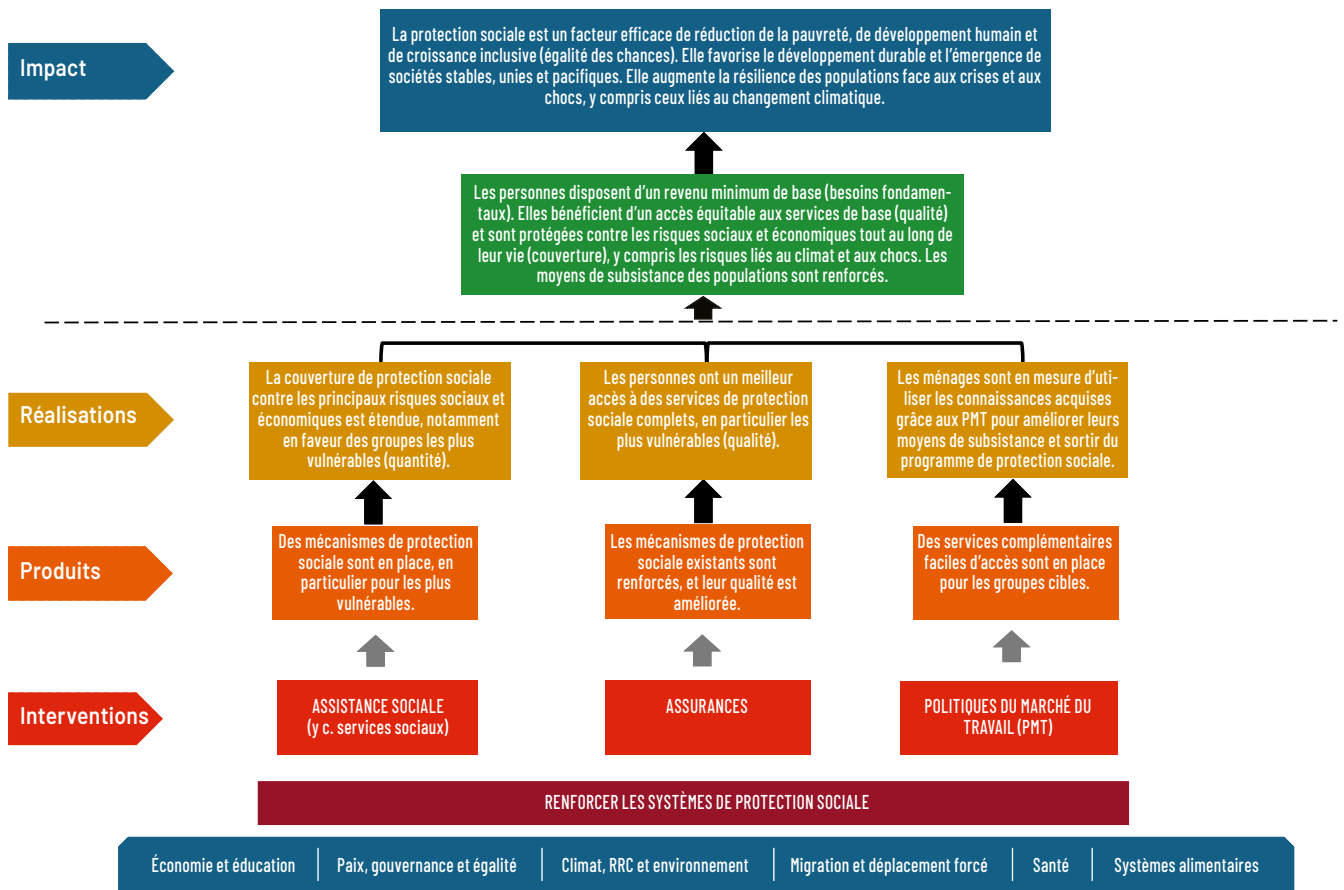 Impact
La protection sociale est un facteur efficace de réduction de la pauvreté, de développement humain et
de croissance inclusive (égalité des chances). Elle favorise le développement durable et l'émergence de
sociétés stables, unies et pacifiques. Elle augmente la résilience des populations face aux crises et aux
chocs, y compris ceux liés au changement climatique.
Les personnes disposent d'un revenu minimum de base (besoins fondamen-
taux). Elles bénéficient d'un accès équitable aux services de base (qualité)
et sont protégées contre les risques sociaux et économiques tout au long de
leur vie (couverture), y compris les risques liés au climat et aux chocs. Les
moyens de subsistance des populations sont renforcés.
Réalisations
La couverture de protection sociale
contre les principaux risques sociaux et
économiques est étendue, notamment
en faveur des groupes les plus
vulnérables (quantité).
Les personnes ont un meilleur
accès à des services de protection
sociale complets, en particulier les
plus vulnérables (qualité).
Les ménages sont en mesure d'uti-
liser les connaissances acquises
grâce aux PMT pour améliorer leurs
moyens de subsistance et sortir du
programme de protection sociale.
Produits
Des mécanismes de protection
sociale sont en place, en
particulier pour les plus
vulnérables.
Les mécanismes de protection
sociale existants sont
renforcés, et leur qualité est
améliorée.
Des services complémentaires
faciles d'accès sont en place
pour les groupes cibles.
Interventions
ASSISTANCE SOCIALE
(y c. services sociaux)
ASSURANCES
POLITIQUES DU MARCHÉ DU
TRAVAIL (PMT)
RENFORCER LES SYSTÈMES DE PROTECTION SOCIALE
Économie et éducation
Paix, gouvernance et égalité
Climat, RRC et environnement
Migration et déplacement forcé
Santé
Systèmes alimentaires